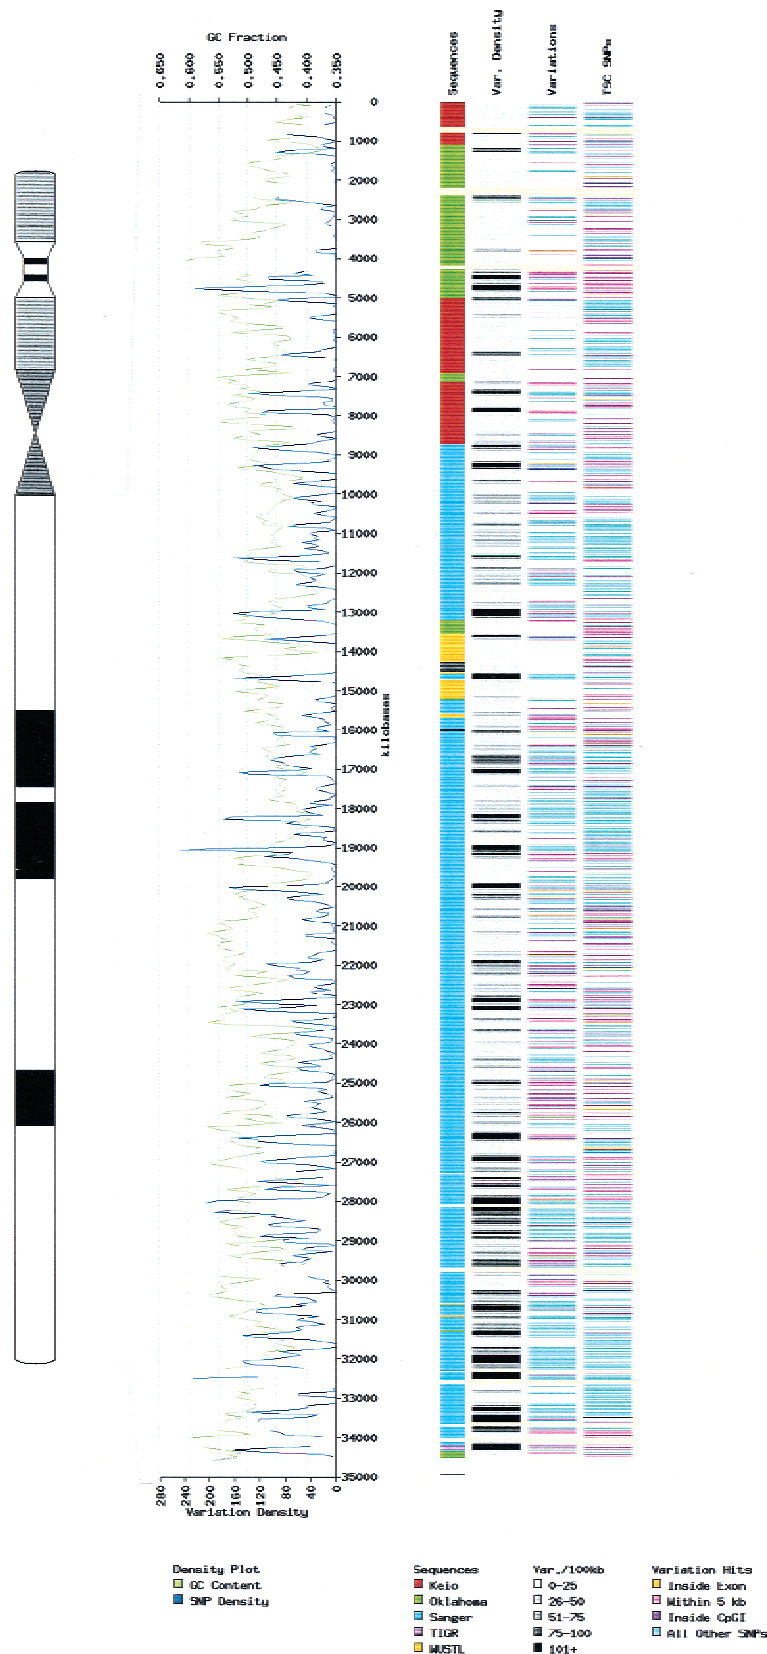 GC Fraction
0.650
0.600
0.550
0.500
0.450
0.400
0.350
Sequences
Var. Density
Variations
TSC SNPs
0
1000
2000
3000
4000
5000
6000
7000
8000
9000
10000
11000
12000
13000
14000
15000
16000
17000
18000
19000
20000
21000
22000
23000
24000
25000
26000
27000
28000
29000
30000
31000
32000
33000
34000
35000
kilobases
280
240
200
160
120
80
40
0
Variation Density
Density Plot
GC Content
SNP Density
Sequences
Keio
Oklahoma
Sanger
TIGR
WUSTL
Var./100kb
0-25
26-50
51-75
75-100
101+
Variation Hits
Inside Exon
Within 5 kb
Inside CpGI
All Other SNPs